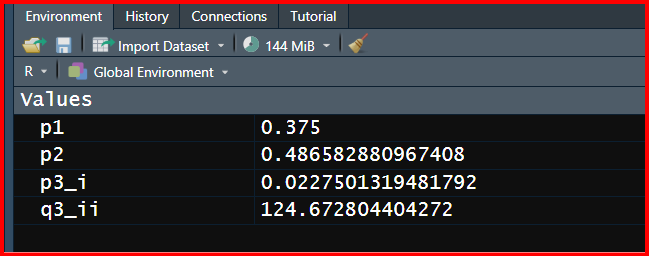 Environment History Connections Tutorial
Import Dataset 144 MiB
R Global Environment
Values
p1 0.375
p2 0.486582880967408
p3_i 0.0227501319481792
q3_ii 124.672804404272